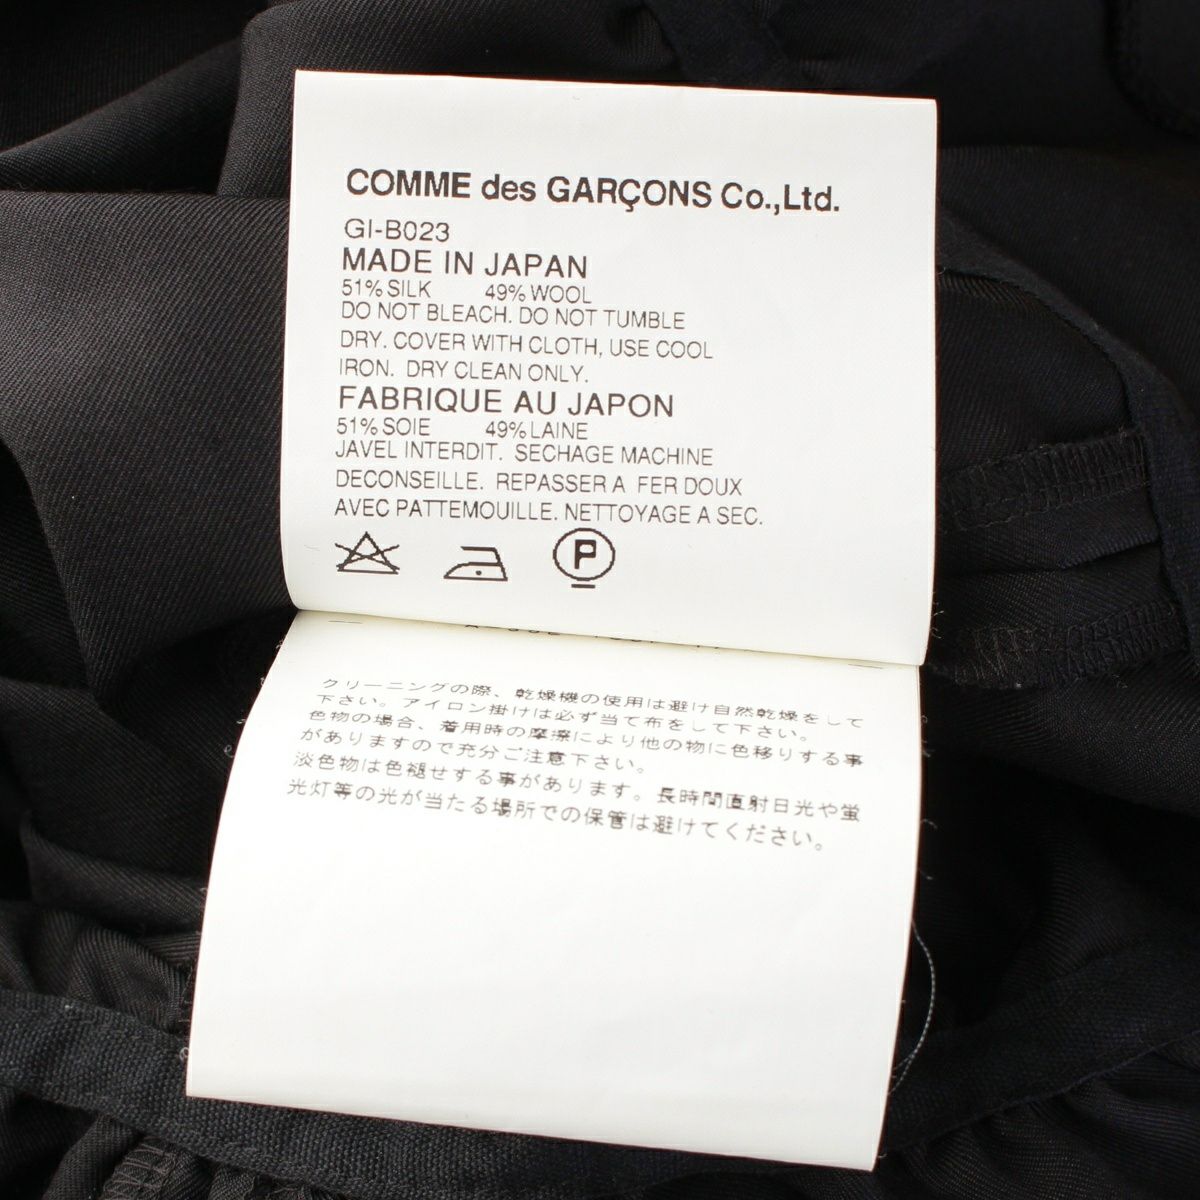 COMME des GARÇONS Co.,Ltd.
GI-B023
MADE IN JAPAN
51% SILK 49% WOOL
DO NOT BLEACH. DO NOT TUMBLE
DRY. COVER WITH CLOTH, USE COOL
IRON. DRY CLEAN ONLY.
FABRIQUE AU JAPON
51% SOIE 49% LAINE
JAVEL INTERDIT. SECHAGE MACHINE
DECONSEILLE. REPASSER A FER DOUX
AVEC PATTEMOUILLE. NETTOYAGE A SEC.
P
クリーニングの際、乾燥機の使用は避け自然乾燥をして
下さい。アイロン掛けは必ず当て布をして下さい。
色物の場合、着用時の摩擦により他の物に色移りする事
がありますので充分ご注意下さい。
淡色物は色褪せする事があります。長時間直射日光や蛍
光灯等の光が当たる場所での保管は避けてください。